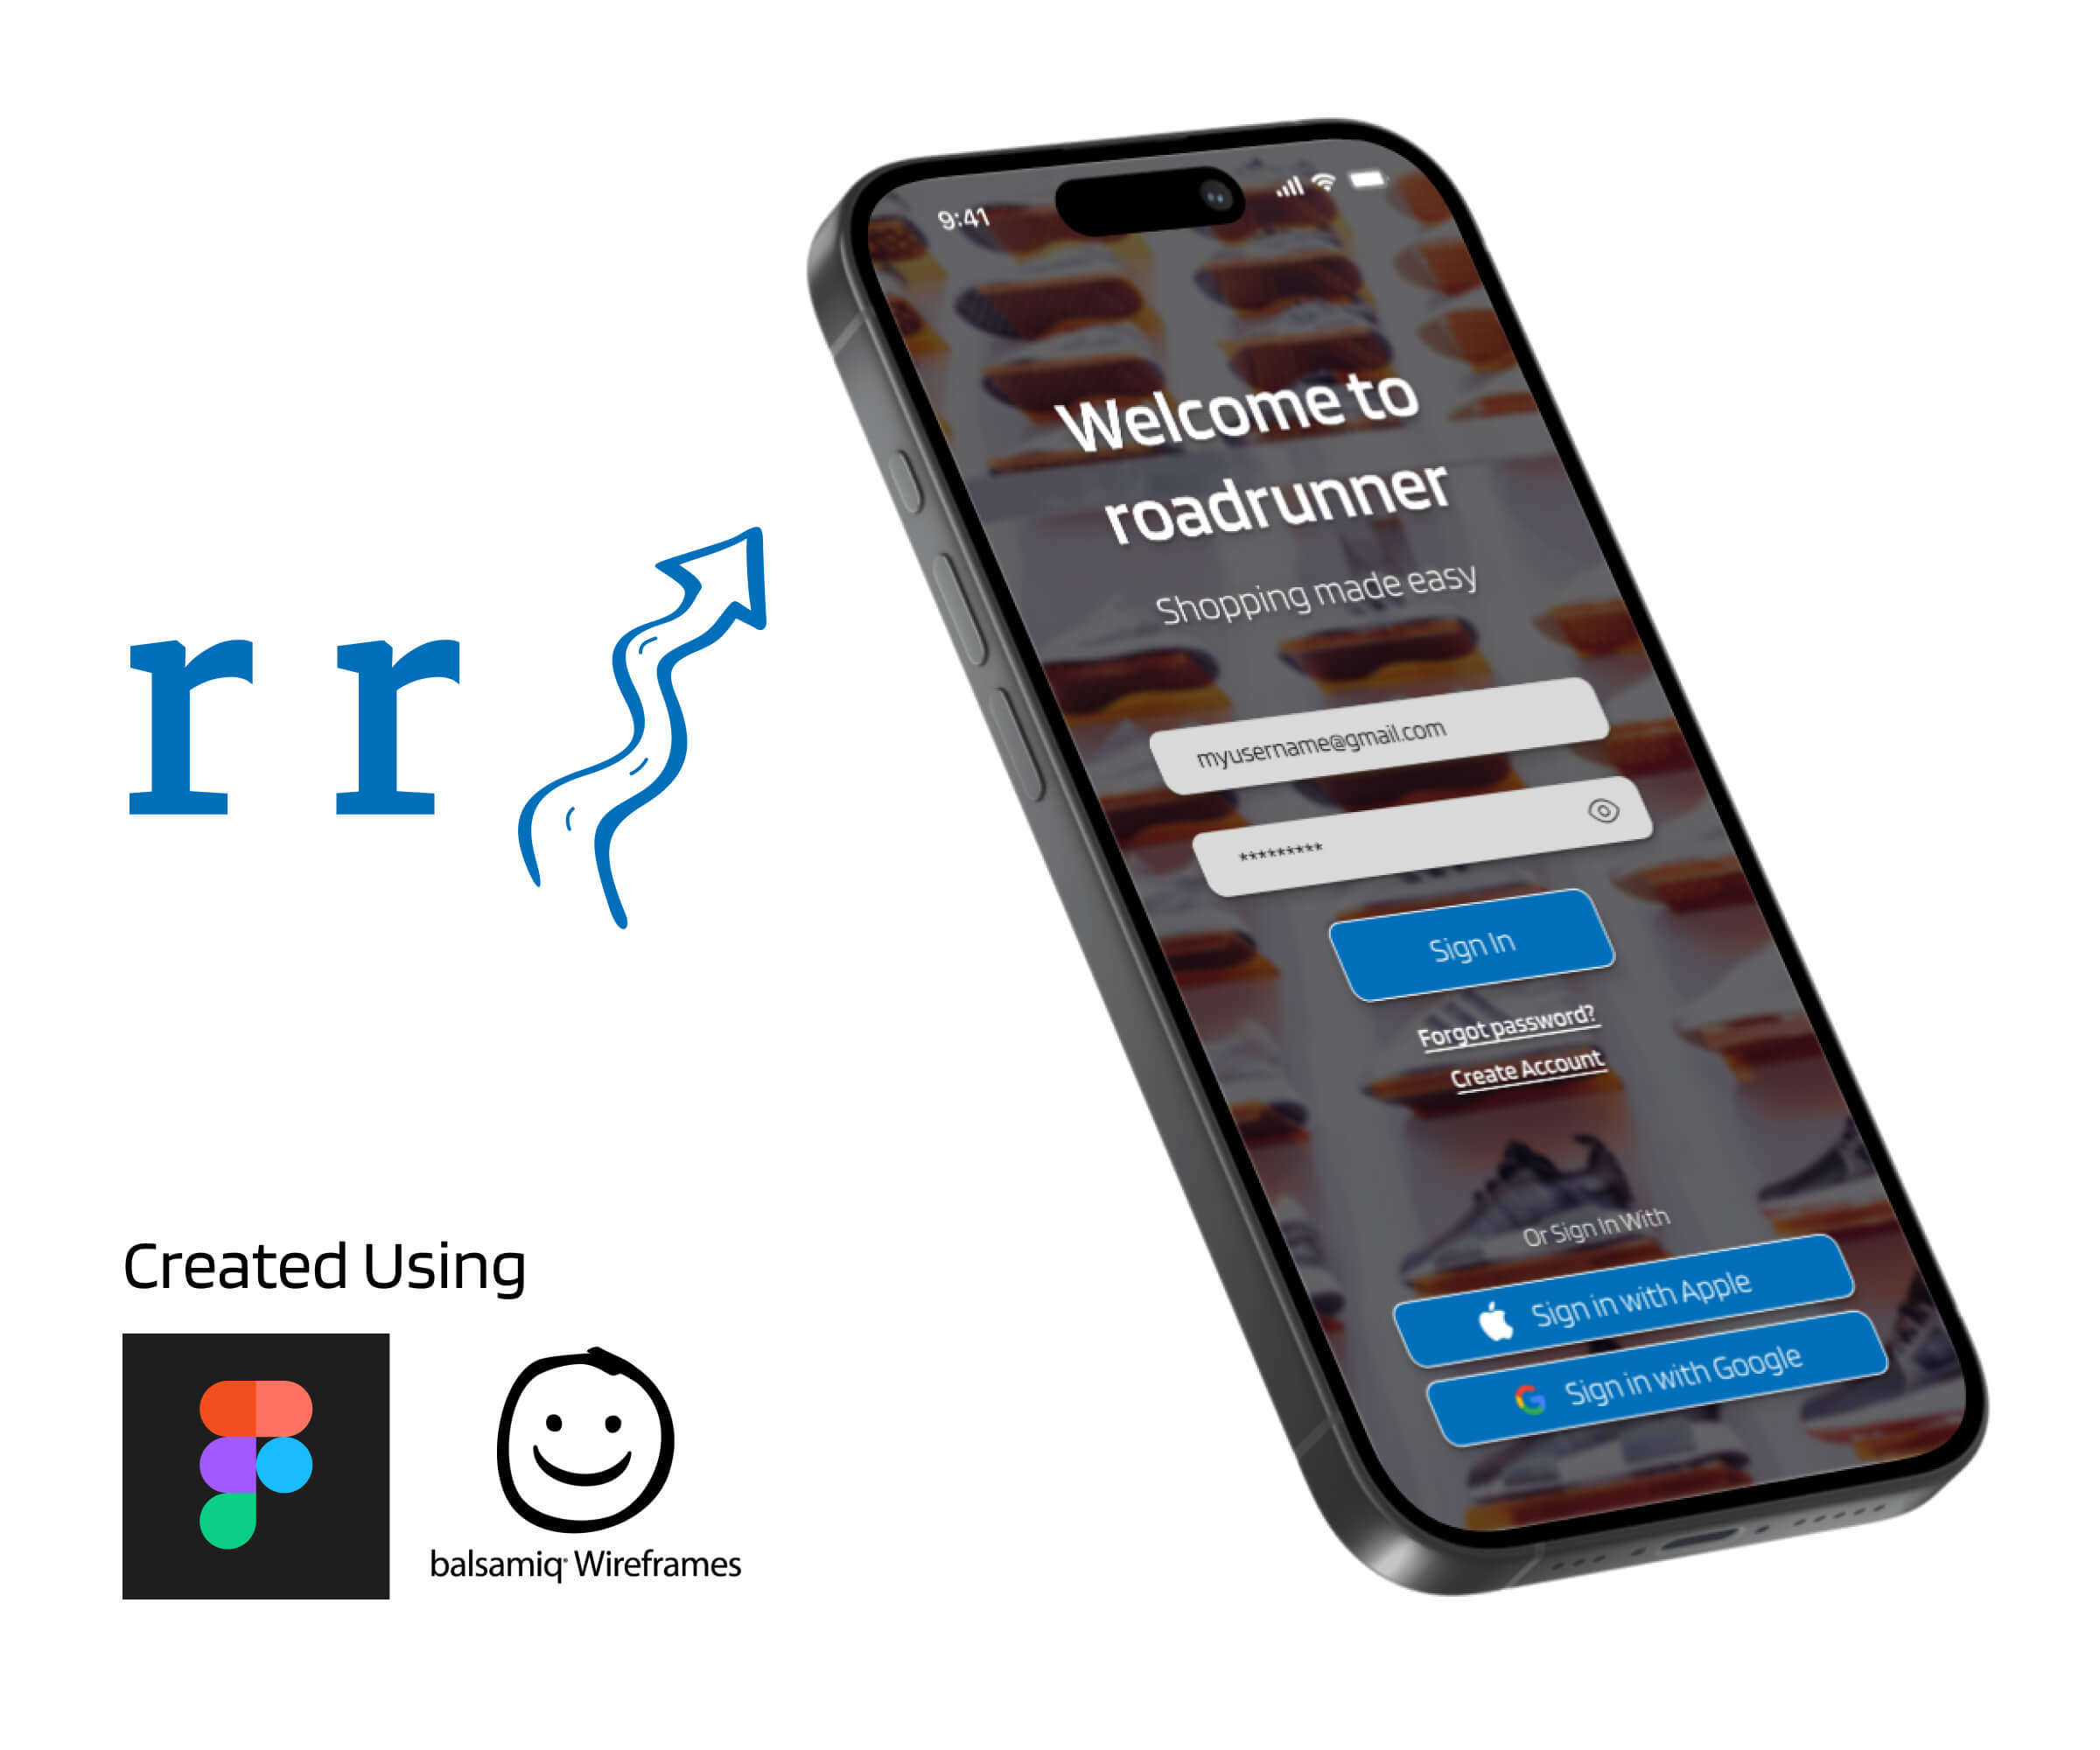 r r
Created Using
balsamiq® Wireframes
9:41
Welcome to
roadrunner
Shopping made easy
myusername@gmail.com
*********
Sign In
Forgot password?
Create Account
Or Sign In With
Sign in with Apple
G Sign in with Google